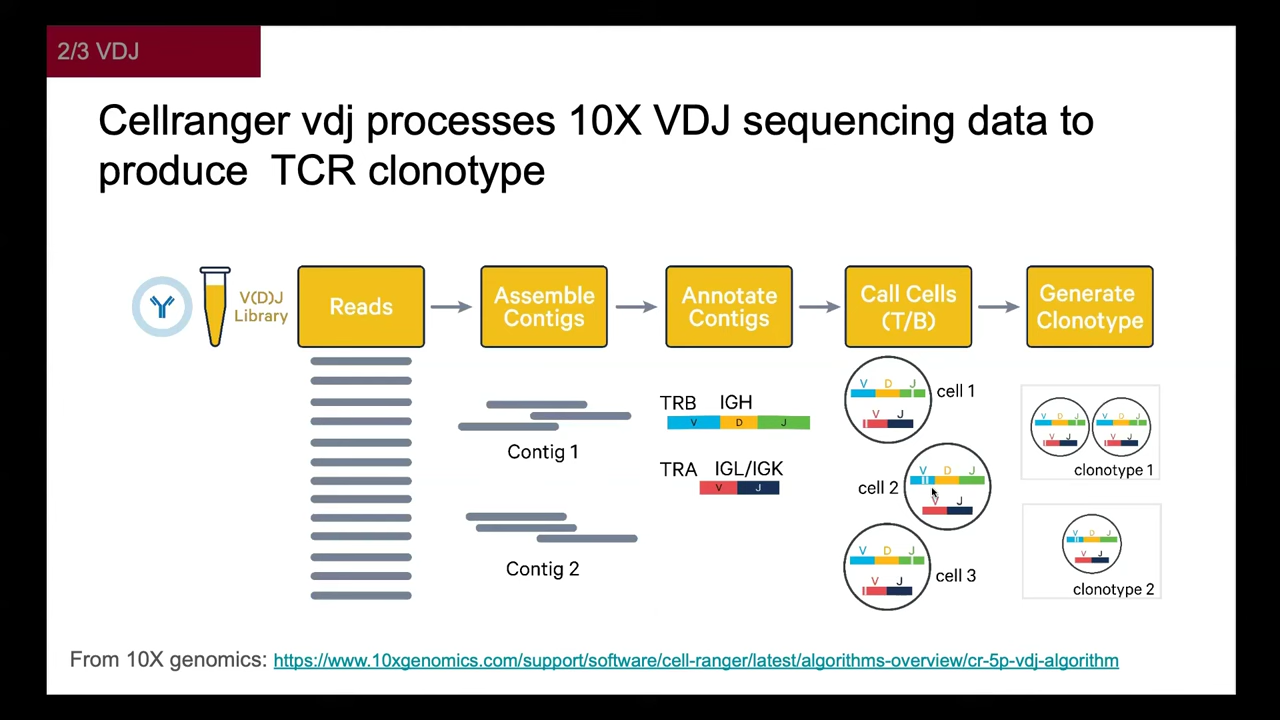 2/3 VDJ
Cellranger vdj processes 10X VDJ sequencing data to
produce TCR clonotype
V(D)J
Library
Reads
Assemble
Contigs
Annotate
Contigs
Call Cells
(T/B)
Generate
Clonotype
Contig 1
Contig 2
TRB IGH
V D J
TRA IGL/IGK
V J
V D J
V J
cell 1
V D J
V J
cell 2
V D J
V J
cell 3
V D J
V J
V D J
V J
clonotype 1
V D J
V J
clonotype 2
From 10X genomics: https://www.10xgenomics.com/support/software/cell-ranger/latest/algorithms-overview/cr-5p-vdj-algorithm